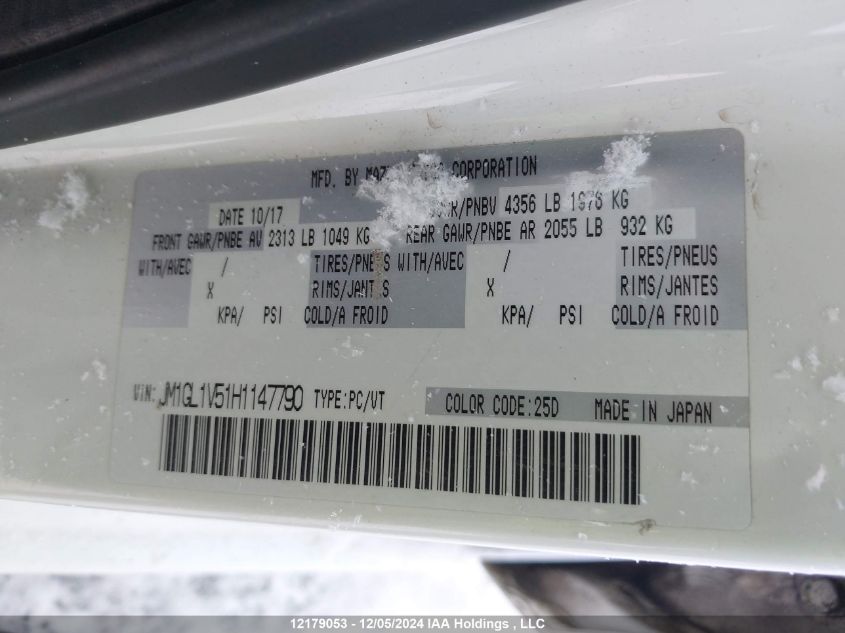 MFD. BY CORPORATION
DATE 10/17 /PNBV 4356 LB 1976 KG
FRONT GAWR/PNBE AV 2313 LB 1049 KG REAR GAWR/PNBE AR 2055 LB 932 KG
WITH/AVEC / TIRES/PNEUS WITH/AVEC / TIRES/PNEUS
X RIMS/JANTES X RIMS/JANTES
KPA/ PSI COLD/A FROID KPA/ PSI COLD/A FROID
VIN: JM1GL1V51H1147790 TYPE:PC/VT COLOR CODE:25D MADE IN JAPAN
12179053 - 12/05/2024 IAA Holdings , LLC